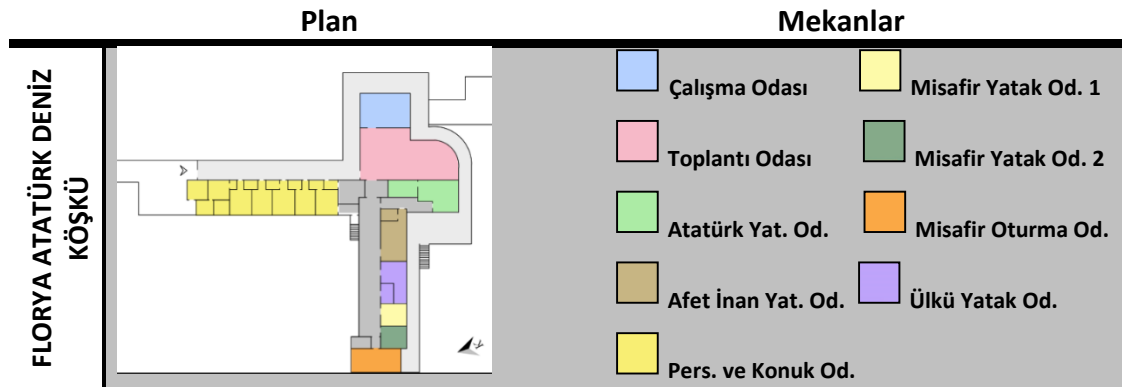 Plan
Mekanlar
FLORYA ATATÜRK DENİZ
KÖŞKÜ
Çalışma Odası
Misafir Yatak Od. 1
Toplantı Odası
Misafir Yatak Od. 2
Atatürk Yat. Od.
Misafir Oturma Od.
Afet İnan Yat. Od.
Ülkü Yatak Od.
Pers. ve Konuk Od.